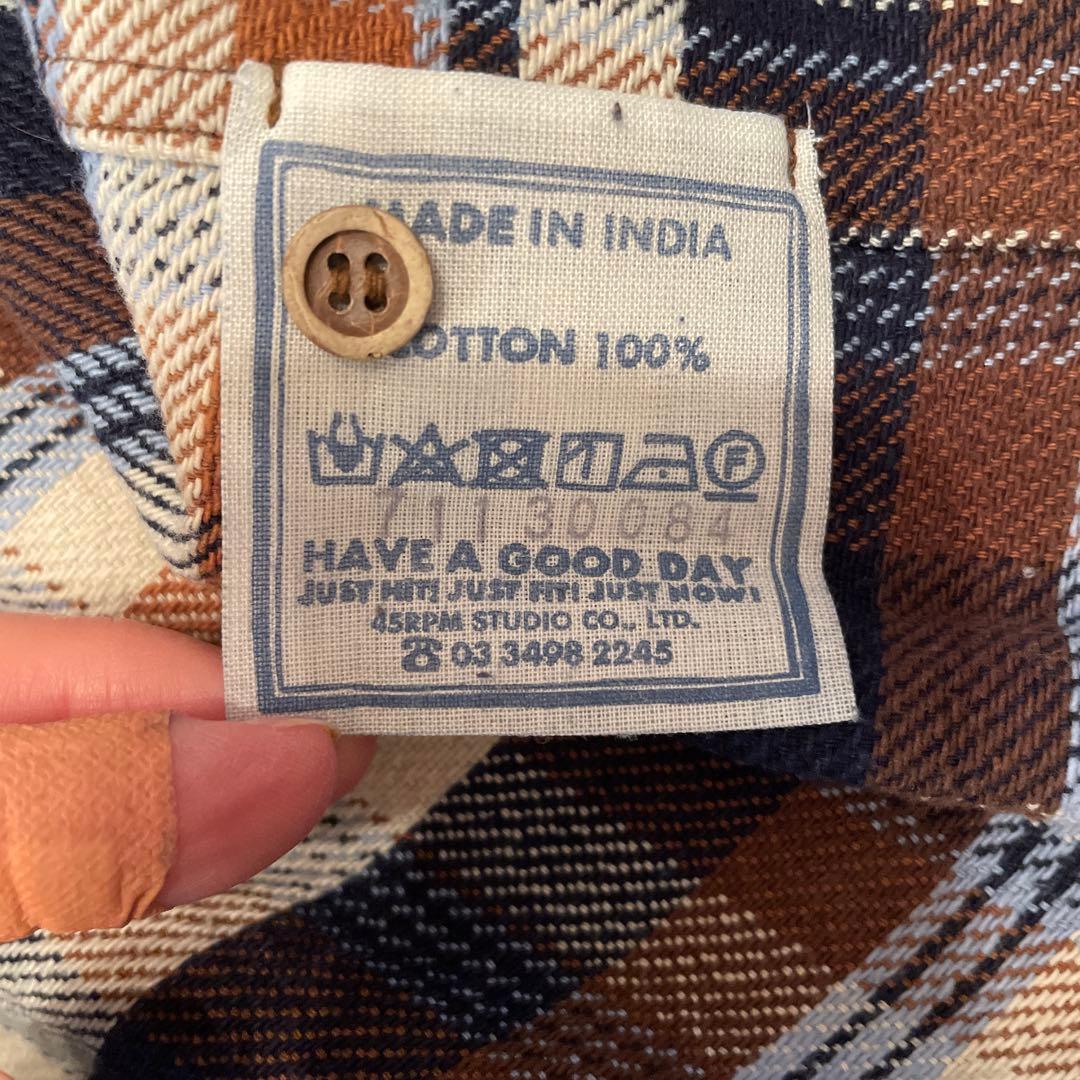 MADE IN INDIA
COTTON 100%
F
71130084
HAVE A GOOD DAY
JUST HIT! JUST FIT! JUST NOW!
45RPM STUDIO CO., LTD.
☎ 03 3498 2245